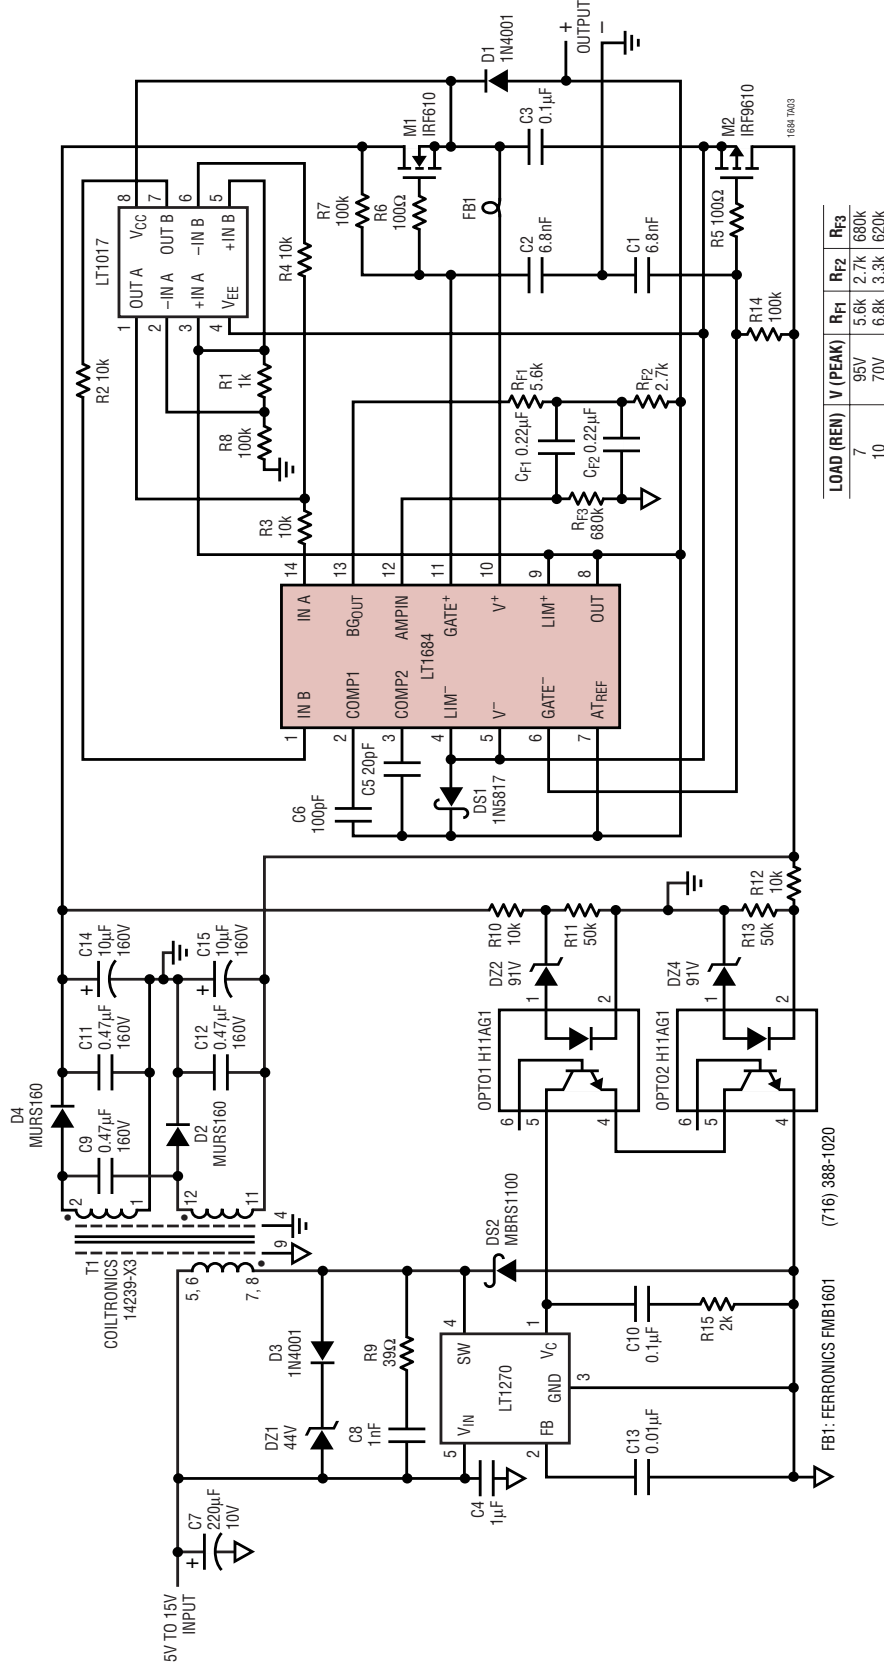 5V TO 15V
INPUT
C7
220µF
10V
+
COILTRONICS
14239-X3
T1
5, 6
7, 8
9
4
2
1
12
11
D4
MURS160
C9
0.47µF
160V
D2
MURS160
C11
0.47µF
160V
C12
0.47µF
160V
C14
10µF
160V
+
C15
10µF
160V
+
DZ1
44V
D3
1N4001
C8
1nF
R9
39Ω
C4
1µF
LT1270
VIN
SW
FB
GND
VC
5
4
2
3
1
DS2
MBRS1100
C13
0.01µF
C10
0.1µF
R15
2k
OPTO1 H11AG1
6
5
4
1
2
OPTO2 H11AG1
6
5
4
1
2
DZ2
91V
DZ4
91V
R10
10k
R11
50k
R13
50k
R12
10k
C6
100pF
C5 20pF
DS1
1N5817
LT1684
IN B
COMP1
COMP2
LIM–
V–
GATE–
ATREF
1
2
3
4
5
6
7
IN A
BGOUT
AMPIN
GATE+
V+
LIM+
OUT
14
13
12
11
10
9
8
R2 10k
R3
10k
R8
100k
R1
1k
R4 10k
LT1017
OUT A
–IN A
+IN A
VEE
1
2
3
4
VCC
OUT B
–IN B
+IN B
8
7
6
5
CF1 0.22µF
CF2 0.22µF
RF1
5.6k
RF2
2.7k
RF3
680k
R7
100k
R6
100Ω
M1
IRF610
FB1
C2
6.8nF
C1
6.8nF
C3
0.1µF
D1
1N4001
+
OUTPUT
–
R5 100Ω
M2
IRF9610
R14
100k
1684 TA03
LOAD (REN) V (PEAK) RF1 RF2 RF3
7 95V 5.6k 2.7k 680k
10 70V 6.8k 3.3k 620k
FB1: FERRONICS FMB1601 (716) 388-1020